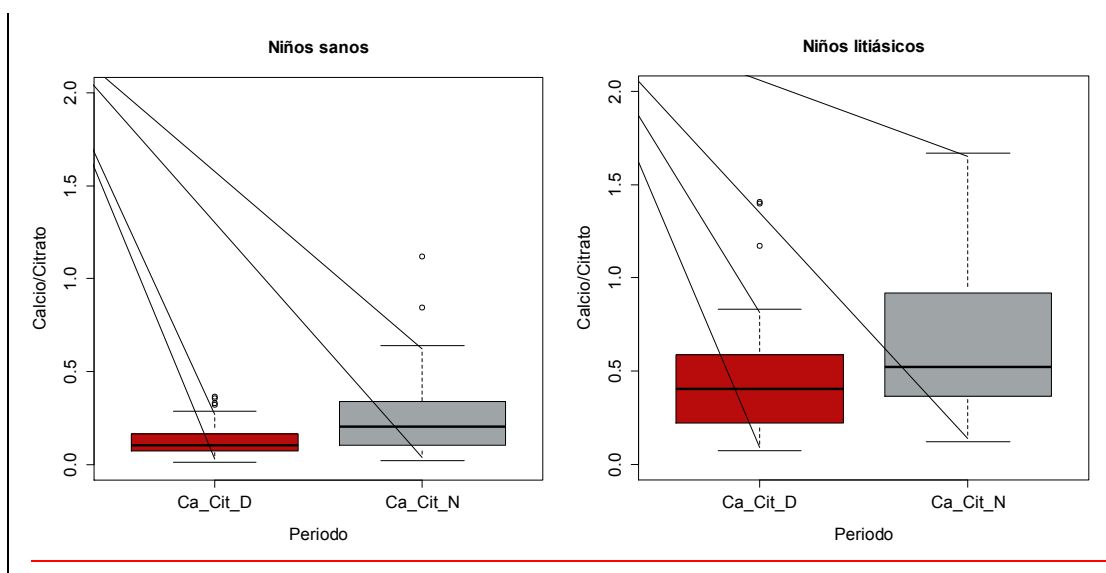 Niños sanos
Calcio/Citrato
2.0
1.5
1.0
0.5
0.0
Ca_Cit_D
Ca_Cit_N
Periodo
Niños litiásicos
Calcio/Citrato
2.0
1.5
1.0
0.5
0.0
Ca_Cit_D
Ca_Cit_N
Periodo